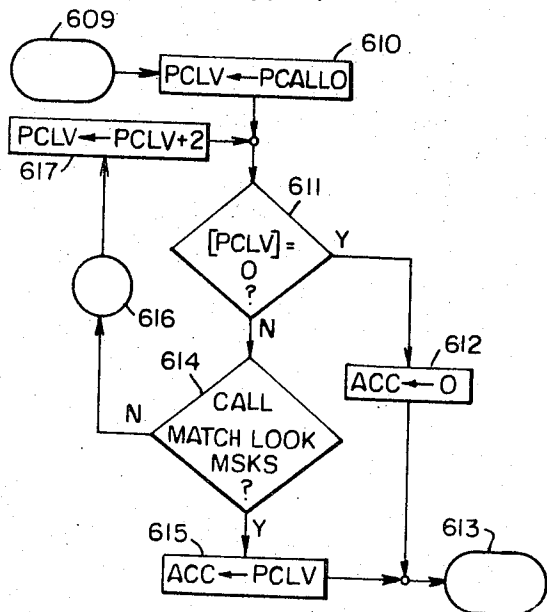 609
610
PCLV←PCALLO
PCLV←PCLV+2
617
611
[PCLV]=
0
?
Y
N
616
614
612
ACC←0
N
CALL
MATCH LOOK
MSKS
?
Y
615
613
ACC←PCLV